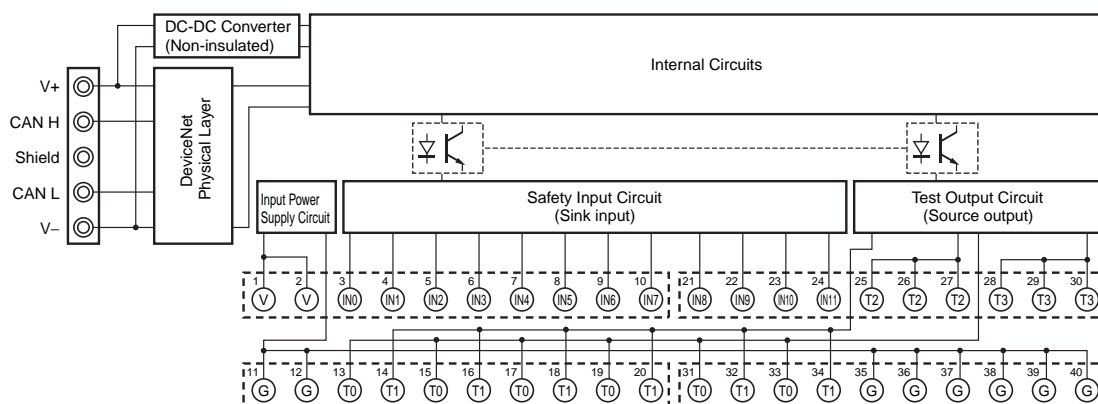 DC-DC Converter
(Non-insulated)
Internal Circuits
V+
CAN H
Shield
CAN L
V–
DeviceNet
Physical Layer
Input Power
Supply Circuit
Safety Input Circuit
(Sink input)
Test Output Circuit
(Source output)
1 2 3 4 5 6 7 8 9 10 21 22 23 24 25 26 27 28 29 30
V V IN0 IN1 IN2 IN3 IN4 IN5 IN6 IN7 IN8 IN9 IN10 IN11 T2 T2 T2 T3 T3 T3
11 12 13 14 15 16 17 18 19 20 31 32 33 34 35 36 37 38 39 40
G G T0 T1 T0 T1 T0 T1 T0 T1 T0 T1 T0 T1 G G G G G G